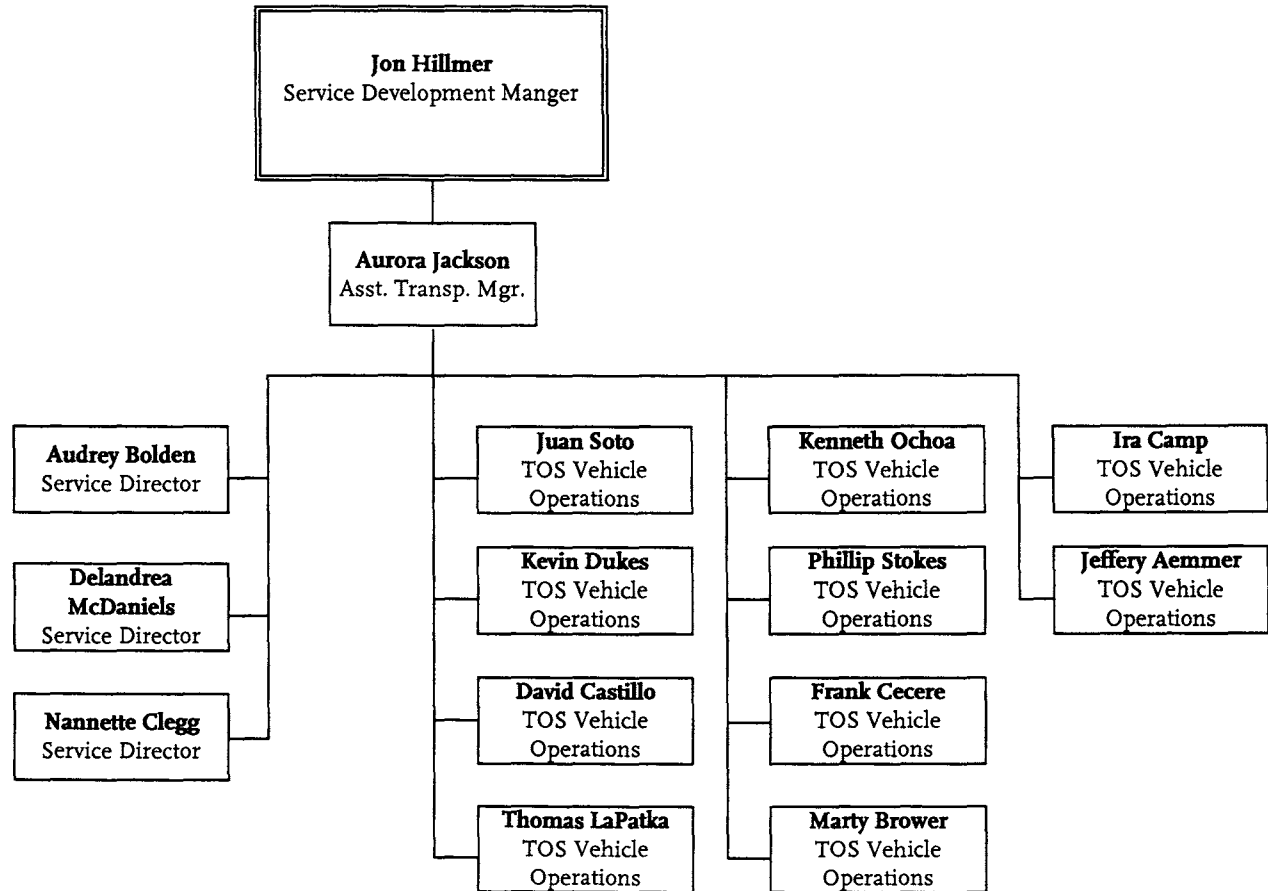 Jon Hillmer
Service Development Manger
Aurora Jackson
Asst. Transp. Mgr.
Audrey Bolden
Service Director
Delandrea
McDaniels
Service Director
Nannette Clegg
Service Director
Juan Soto
TOS Vehicle
Operations
Kevin Dukes
TOS Vehicle
Operations
David Castillo
TOS Vehicle
Operations
Thomas LaPatka
TOS Vehicle
Operations
Kenneth Ochoa
TOS Vehicle
Operations
Phillip Stokes
TOS Vehicle
Operations
Frank Cecere
TOS Vehicle
Operations
Marty Brower
TOS Vehicle
Operations
Ira Camp
TOS Vehicle
Operations
Jeffery Aemmer
TOS Vehicle
Operations